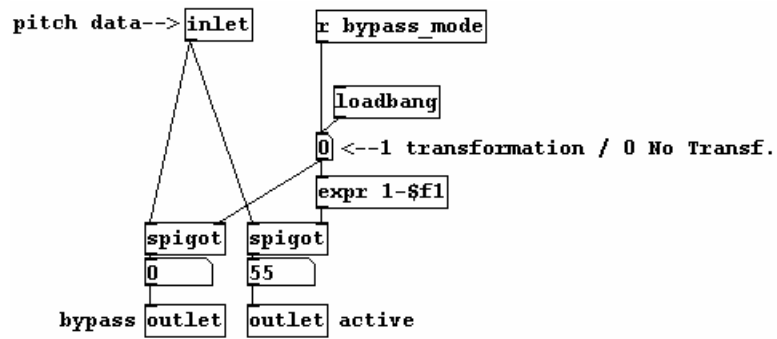 pitch data--> inlet
r bypass_mode
loadbang
0 <--1 transformation / 0 No Transf.
expr 1-$f1
spigot spigot
0 55
bypass outlet outlet active